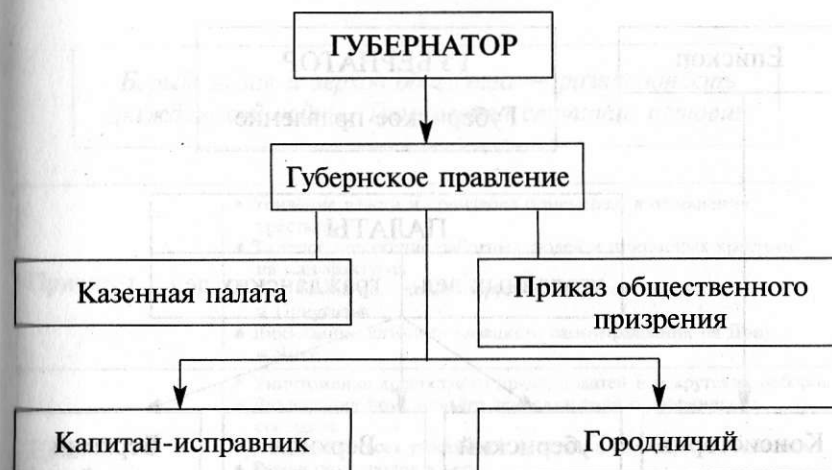 ГУБЕРНАТОР
Губернское правление
Казенная палата
Приказ общественного
призрения
Капитан-исправник
Городничий